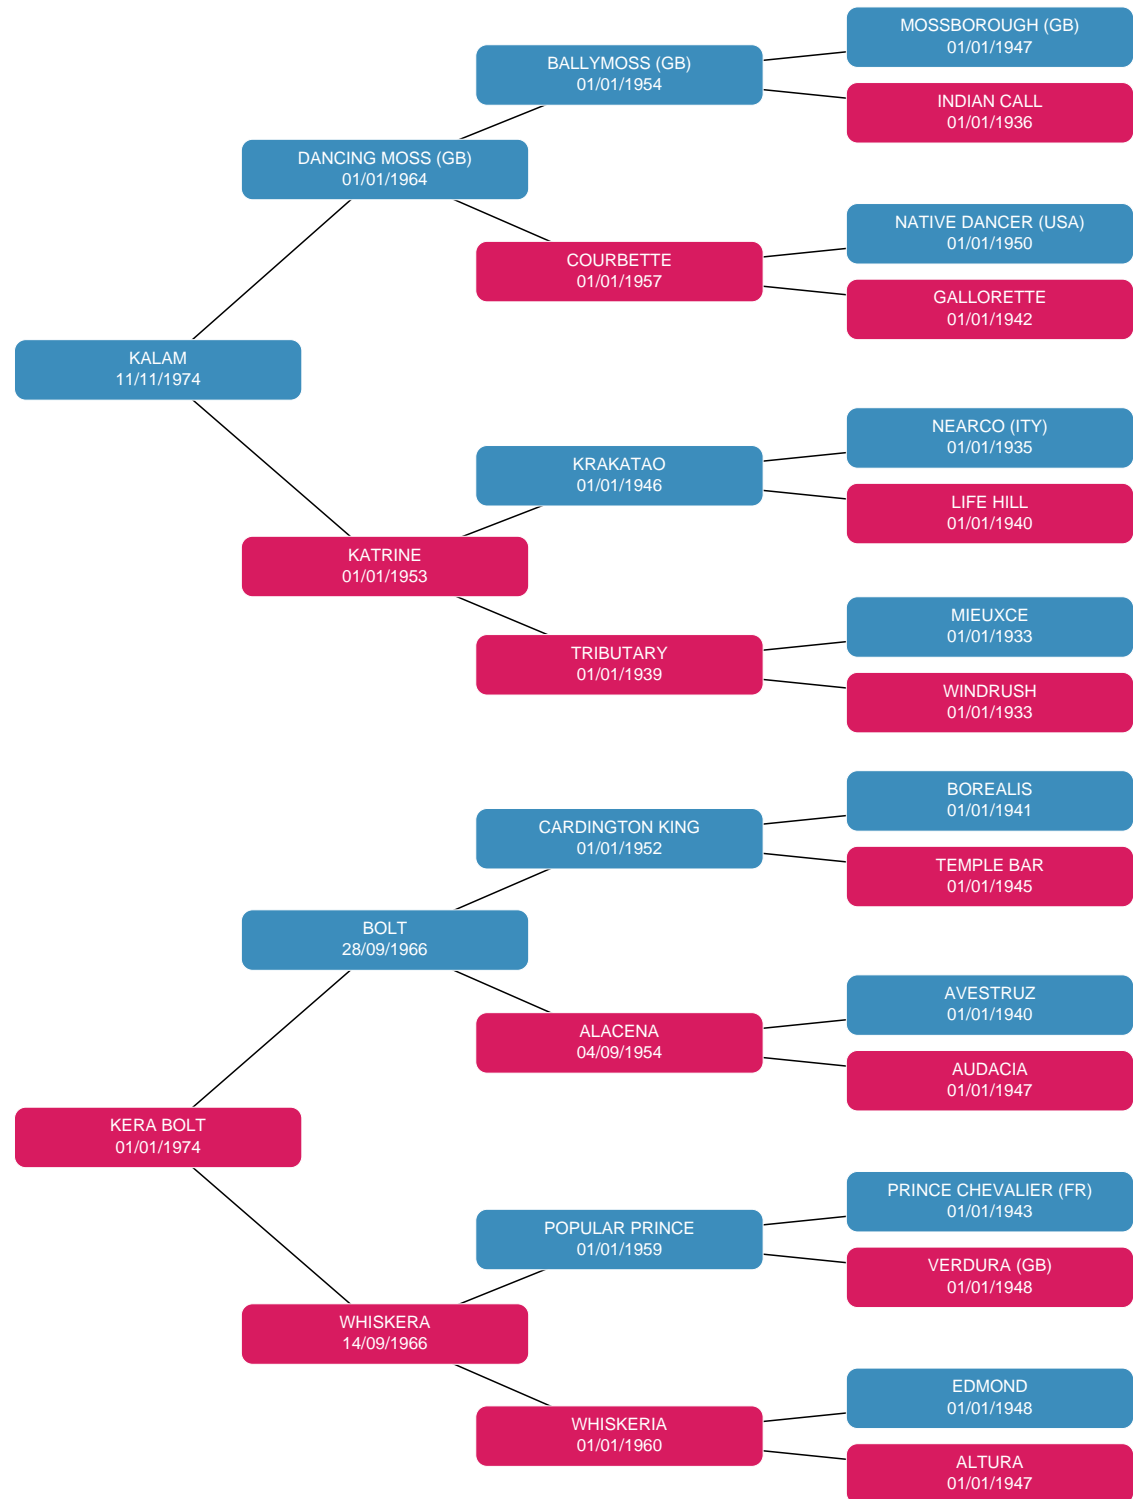 MOSSBOROUGH (GB)
01/01/1947
BALLYMOSS (GB)
01/01/1954
INDIAN CALL
01/01/1936
DANCING MOSS (GB)
01/01/1964
NATIVE DANCER (USA)
01/01/1950
COURBETTE
01/01/1957
GALLORETTE
01/01/1942
KALAM
11/11/1974
NEARCO (ITY)
01/01/1935
KRAKATAO
01/01/1946
LIFE HILL
01/01/1940
KATRINE
01/01/1953
MIEUXCE
01/01/1933
TRIBUTARY
01/01/1939
WINDRUSH
01/01/1933
BOREALIS
01/01/1941
CARDINGTON KING
01/01/1952
TEMPLE BAR
01/01/1945
BOLT
28/09/1966
AVESTRUZ
01/01/1940
ALACENA
04/09/1954
AUDACIA
01/01/1947
KERA BOLT
01/01/1974
PRINCE CHEVALIER (FR)
01/01/1943
POPULAR PRINCE
01/01/1959
VERDURA (GB)
01/01/1948
WHISKERA
14/09/1966
EDMOND
01/01/1948
WHISKERIA
01/01/1960
ALTURA
01/01/1947